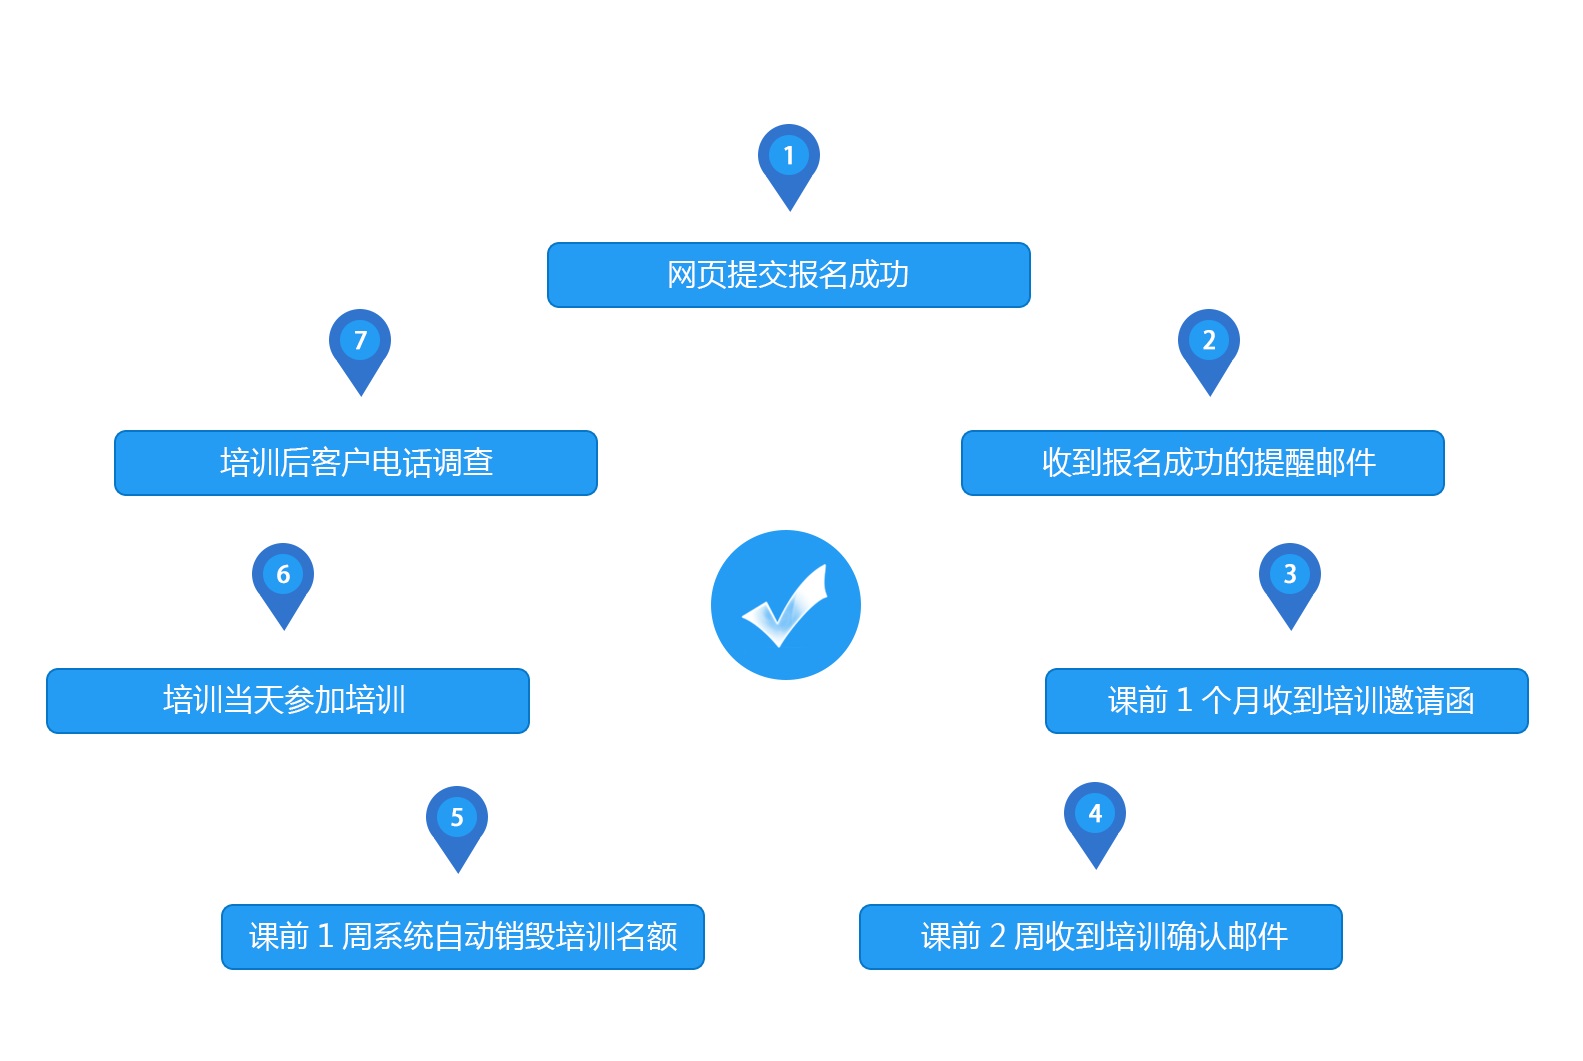 1
网页提交报名成功
2
收到报名成功的提醒邮件
3
课前 1 个月收到培训邀请函
4
课前 2 周收到培训确认邮件
5
课前 1 周系统自动销毁培训名额
6
培训当天参加培训
7
培训后客户电话调查